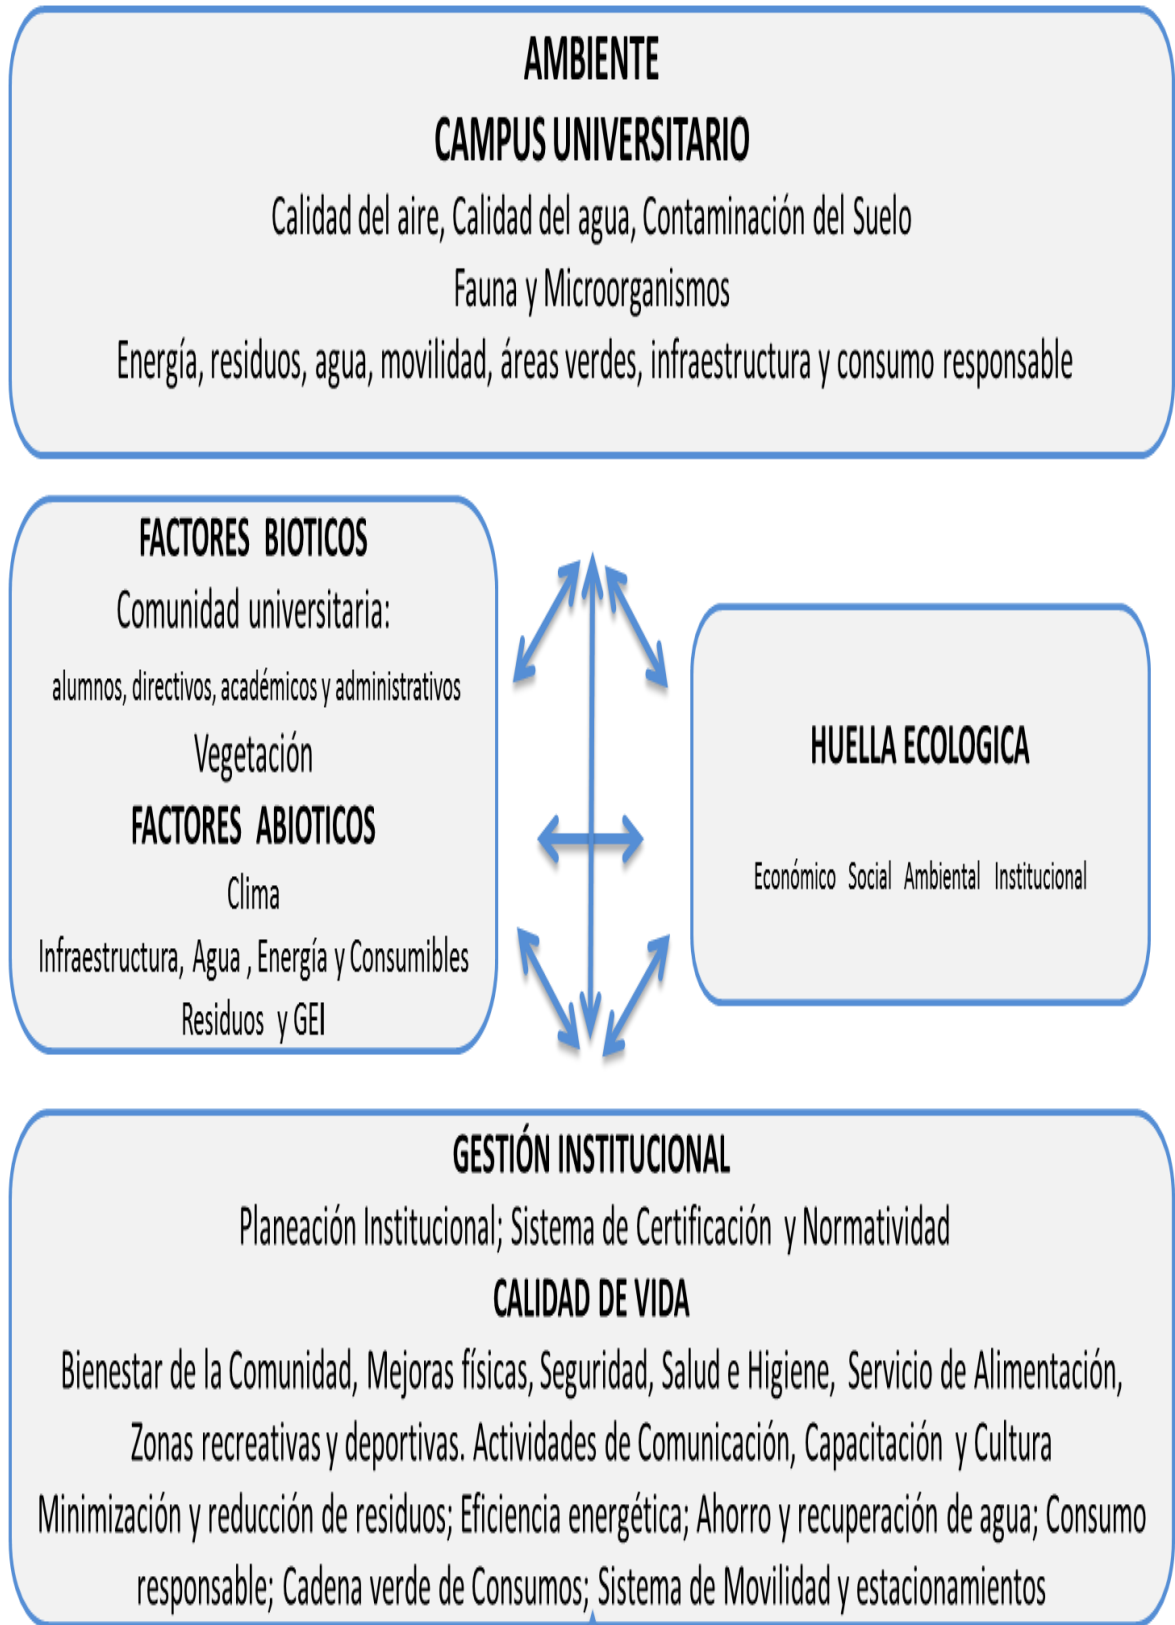 AMBIENTE
CAMPUS UNIVERSITARIO
Calidad del aire, Calidad del agua, Contaminación del Suelo
Fauna y Microorganismos
Energía, residuos, agua, movilidad, áreas verdes, infraestructura y consumo responsable
FACTORES BIOTICOS
Comunidad universitaria:
alumnos, directivos, académicos y administrativos
Vegetación
FACTORES ABIOTICOS
Clima
Infraestructura, Agua , Energía y Consumibles
Residuos y GEI
HUELLA ECOLOGICA
Económico Social Ambiental Institucional
GESTIÓN INSTITUCIONAL
Planeación Institucional; Sistema de Certificación y Normatividad
CALIDAD DE VIDA
Bienestar de la Comunidad, Mejoras físicas, Seguridad, Salud e Higiene, Servicio de Alimentación,
Zonas recreativas y deportivas. Actividades de Comunicación, Capacitación y Cultura
Minimización y reducción de residuos; Eficiencia energética; Ahorro y recuperación de agua; Consumo
responsable; Cadena verde de Consumos; Sistema de Movilidad y estacionamientos